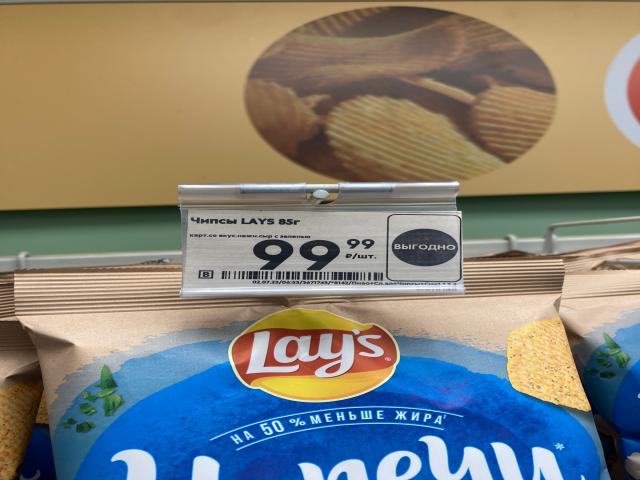 Чипсы LAYS 85г
карт.со вкус.нежн.сыр с зеленью
99 99
₽/шт.
ВЫГОДНО
В
Lay's
НА 50% МЕНЬШЕ ЖИРА